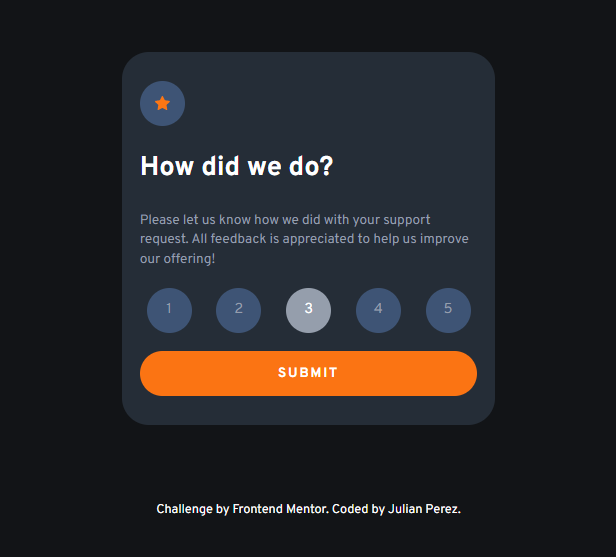 How did we do?
Please let us know how we did with your support
request. All feedback is appreciated to help us improve
our offering!
1 2 3 4 5
SUBMIT
Challenge by Frontend Mentor. Coded by Julian Perez.